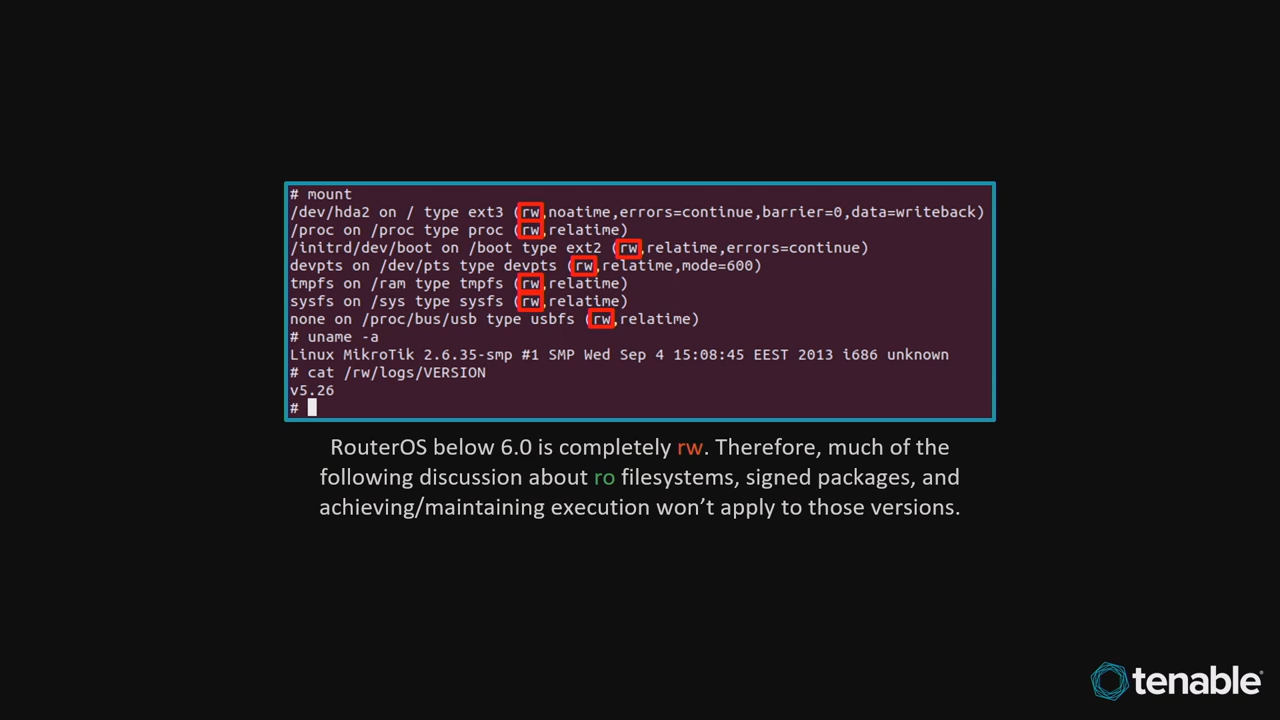 # mount
/dev/hda2 on / type ext3 (rw,noatime,errors=continue,barrier=0,data=writeback)
/proc on /proc type proc (rw,relatime)
/initrd/dev/boot on /boot type ext2 (rw,relatime,errors=continue)
devpts on /dev/pts type devpts (rw,relatime,mode=600)
tmpfs on /ram type tmpfs (rw,relatime)
sysfs on /sys type sysfs (rw,relatime)
none on /proc/bus/usb type usbfs (rw,relatime)
# uname -a
Linux MikroTik 2.6.35-smp #1 SMP Wed Sep 4 15:08:45 EEST 2013 i686 unknown
# cat /rw/logs/VERSION
v5.26
#
RouterOS below 6.0 is completely rw. Therefore, much of the
following discussion about ro filesystems, signed packages, and
achieving/maintaining execution won’t apply to those versions.
tenable